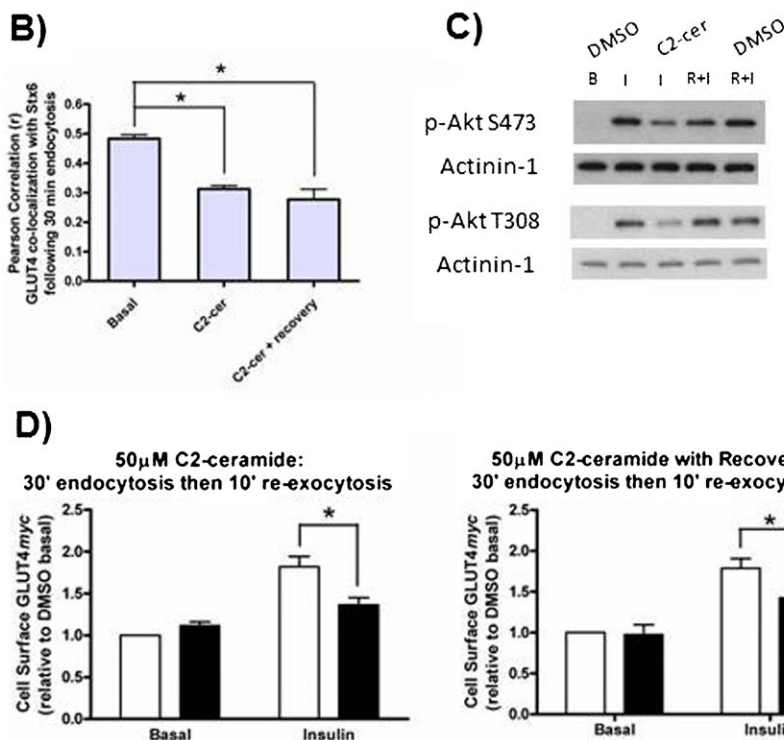 B)
Pearson Correlation (r)
GLUT4 co-localization with Stx6
following 30 min endocytosis
0.6
0.5
0.4
0.3
0.2
0.1
0.0
*
*
Basal
C2-cer
C2-cer + recovery
C)
DMSO C2-cer DMSO
B I I R+I R+I
p-Akt S473
Actinin-1
p-Akt T308
Actinin-1
D)
50µM C2-ceramide:
30' endocytosis then 10' re-exocytosis
Cell Surface GLUT4myc
(relative to DMSO basal)
2.5
2.0
1.5
1.0
0.5
0.0
*
Basal Insulin
50µM C2-ceramide with Recove
30' endocytosis then 10' re-exocy
Cell Surface GLUT4myc
(relative to DMSO basal)
2.5
2.0
1.5
1.0
0.5
0.0
*
Basal Insuli